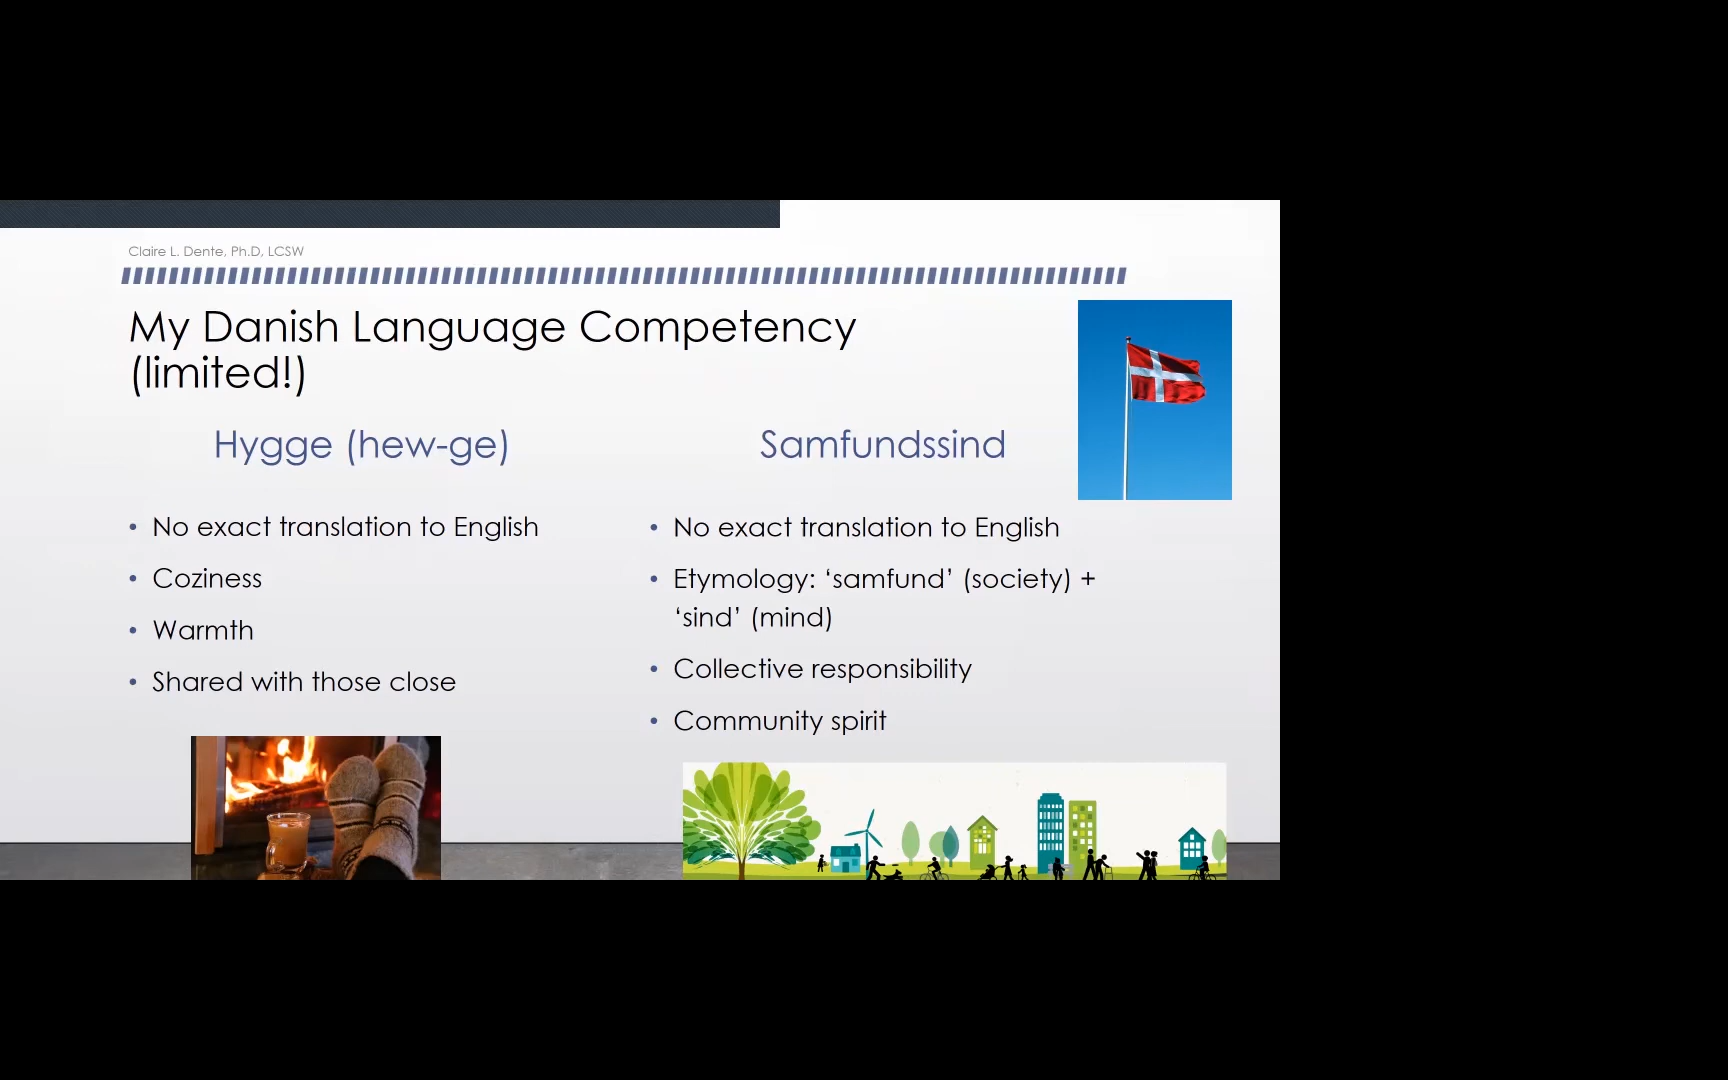 Claire L. Dente, Ph.D, LCSW
My Danish Language Competency
(limited!)
Hygge (hew-ge)
• No exact translation to English
• Coziness
• Warmth
• Shared with those close
Samfundssind
• No exact translation to English
• Etymology: ‘samfund’ (society) +
‘sind’ (mind)
• Collective responsibility
• Community spirit